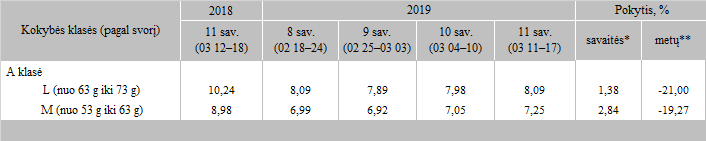 Kokybės klasės (pagal svorį) 2018 2019 Pokytis, %
11 sav. (03 12–18) 8 sav. (02 18–24) 9 sav. (02 25–03 03) 10 sav. (03 04–10) 11 sav. (03 11–17) savaitės* metų**
A klasė
L (nuo 63 g iki 73 g) 10,24 8,09 7,89 7,98 8,09 1,38 -21,00
M (nuo 53 g iki 63 g) 8,98 6,99 6,92 7,05 7,25 2,84 -19,27